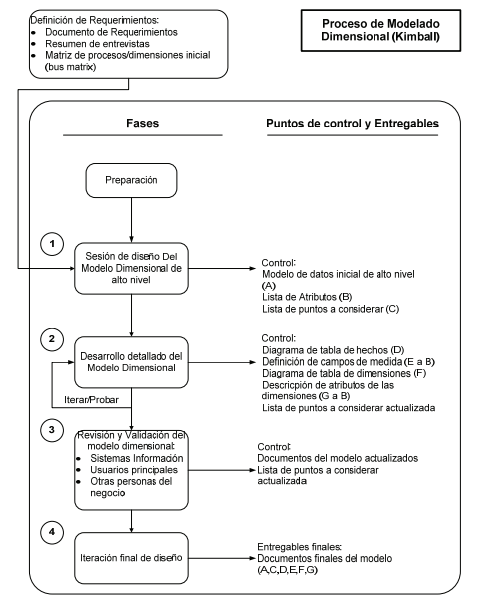 Definición de Requerimientos:
• Documento de Requerimientos
• Resumen de entrevistas
• Matriz de procesos/dimensiones inicial
(bus matrix)
Proceso de Modelado
Dimensional (Kimball)
Fases
Puntos de control y Entregables
Preparación
1
Sesión de diseño Del
Modelo Dimensional de
alto nivel
Control:
Modelo de datos inicial de alto nivel
(A)
Lista de Atributos (B)
Lista de puntos a considerar (C)
2
Desarrollo detallado del
Modelo Dimensional
Iterar/Probar
Control:
Diagrama de tabla de hechos (D)
Definición de campos de medida (E a B)
Diagrama de tabla de dimensiones (F)
Descricpión de atributos de las
dimensiones (G a B)
Lista de puntos a considerar actualizada
3
Revisión y Validación del
modelo dimensional:
• Sistemas Información
• Usuarios principales
• Otras personas del
negocio
Control:
Documentos del modelo actualizados
Lista de puntos a considerar
actualizada
4
Iteración final de diseño
Entregables finales:
Documentos finales del modelo
(A,C,D,E,F,G)